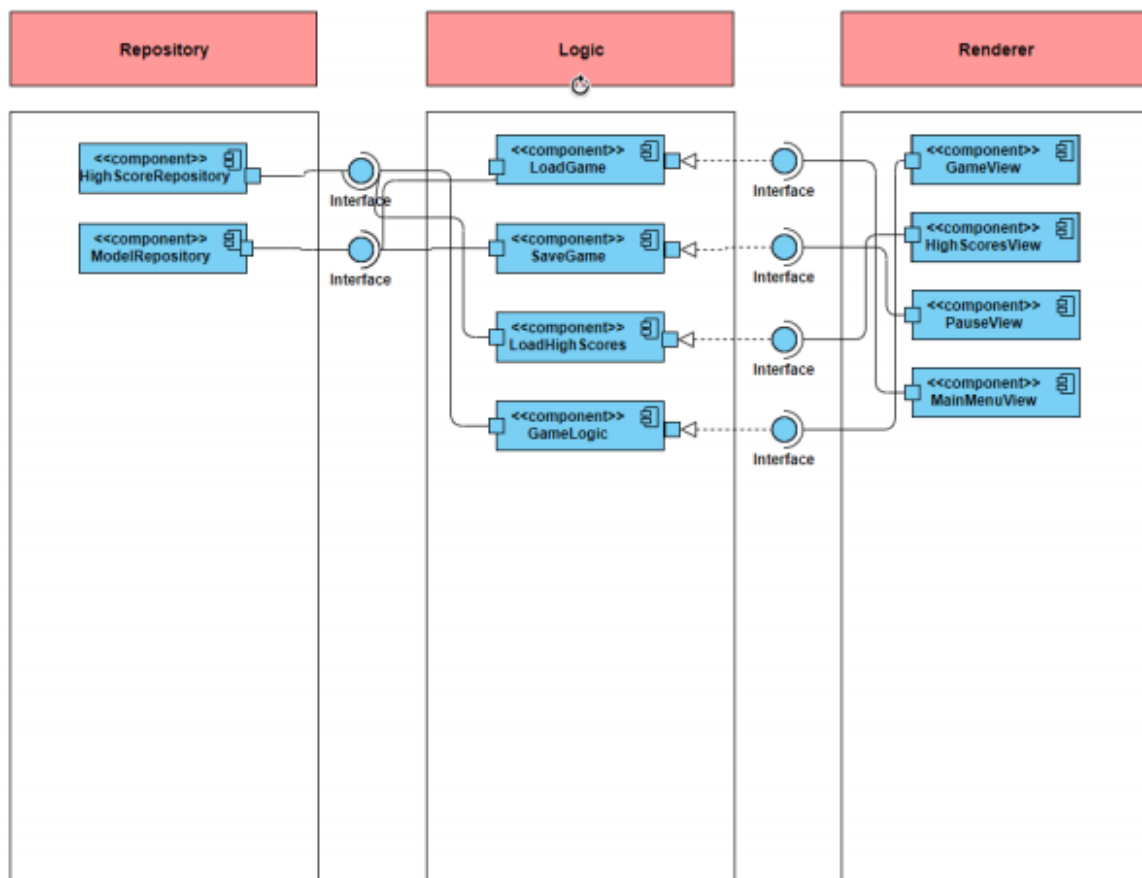 Repository
Logic
Renderer
<<component>>
HighScoreRepository
<<component>>
ModelRepository
Interface
Interface
<<component>>
LoadGame
<<component>>
SaveGame
<<component>>
LoadHighScores
<<component>>
GameLogic
Interface
Interface
Interface
Interface
<<component>>
GameView
<<component>>
HighScoresView
<<component>>
PauseView
<<component>>
MainMenuView